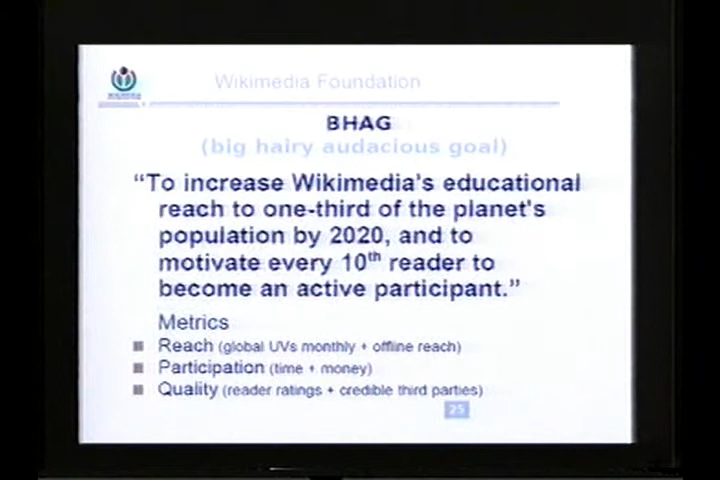 WIKIMEDIA
Wikimedia Foundation
BHAG
(big hairy audacious goal)
“To increase Wikimedia's educational
reach to one-third of the planet's
population by 2020, and to
motivate every 10th reader to
become an active participant.”
Metrics
Reach (global UVs monthly + offline reach)
Participation (time + money)
Quality (reader ratings + credible third parties)
25